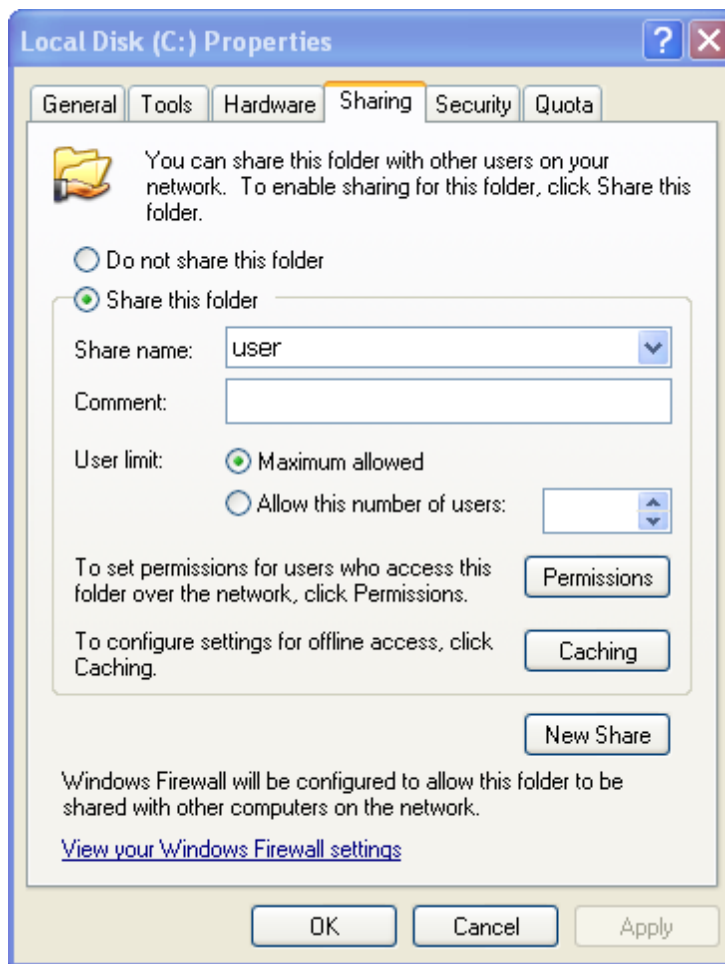 Local Disk (C:) Properties
?
General Tools Hardware Sharing Security Quota
You can share this folder with other users on your
network. To enable sharing for this folder, click Share this
folder.
Do not share this folder
Share this folder
Share name: user
Comment:
User limit: Maximum allowed
Allow this number of users:
To set permissions for users who access this
folder over the network, click Permissions.
Permissions
To configure settings for offline access, click
Caching.
Caching
New Share
Windows Firewall will be configured to allow this folder to be
shared with other computers on the network.
View your Windows Firewall settings
OK Cancel Apply